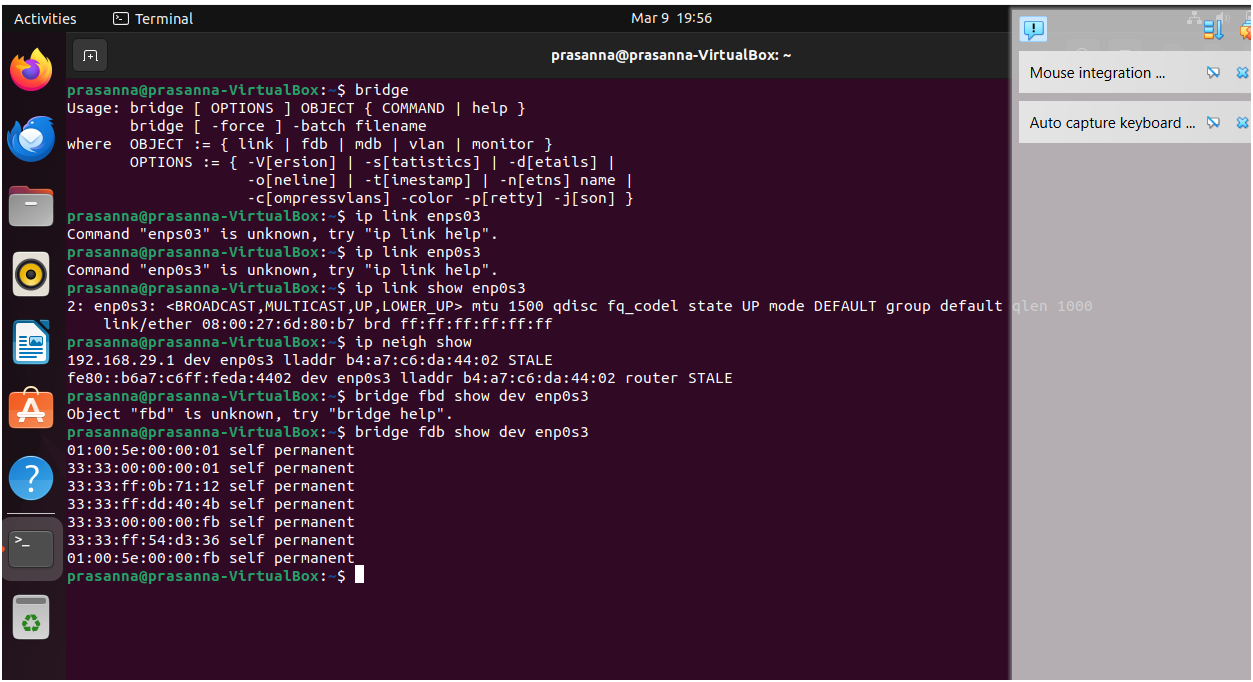 Activities
Terminal
Mar 9 19:56
prasanna@prasanna-VirtualBox: ~
prasanna@prasanna-VirtualBox:~$ bridge
Usage: bridge [ OPTIONS ] OBJECT { COMMAND | help }
       bridge [ -force ] -batch filename
where  OBJECT := { link | fdb | mdb | vlan | monitor }
       OPTIONS := { -V[ersion] | -s[tatistics] | -d[etails] |
                    -o[neline] | -t[imestamp] | -n[etns] name |
                    -c[ompressvlans] -color -p[retty] -j[son] }
prasanna@prasanna-VirtualBox:~$ ip link enps03
Command "enps03" is unknown, try "ip link help".
prasanna@prasanna-VirtualBox:~$ ip link enp0s3
Command "enp0s3" is unknown, try "ip link help".
prasanna@prasanna-VirtualBox:~$ ip link show enp0s3
2: enp0s3: <BROADCAST,MULTICAST,UP,LOWER_UP> mtu 1500 qdisc fq_codel state UP mode DEFAULT group default qlen 1000
    link/ether 08:00:27:6d:80:b7 brd ff:ff:ff:ff:ff:ff
prasanna@prasanna-VirtualBox:~$ ip neigh show
192.168.29.1 dev enp0s3 lladdr b4:a7:c6:da:44:02 STALE
fe80::b6a7:c6ff:feda:4402 dev enp0s3 lladdr b4:a7:c6:da:44:02 router STALE
prasanna@prasanna-VirtualBox:~$ bridge fbd show dev enp0s3
Object "fbd" is unknown, try "bridge help".
prasanna@prasanna-VirtualBox:~$ bridge fdb show dev enp0s3
01:00:5e:00:00:01 self permanent
33:33:00:00:00:01 self permanent
33:33:ff:0b:71:12 self permanent
33:33:ff:dd:40:4b self permanent
33:33:00:00:00:fb self permanent
33:33:ff:54:d3:36 self permanent
01:00:5e:00:00:fb self permanent
prasanna@prasanna-VirtualBox:~$
Mouse integration ...
Auto capture keyboard ...